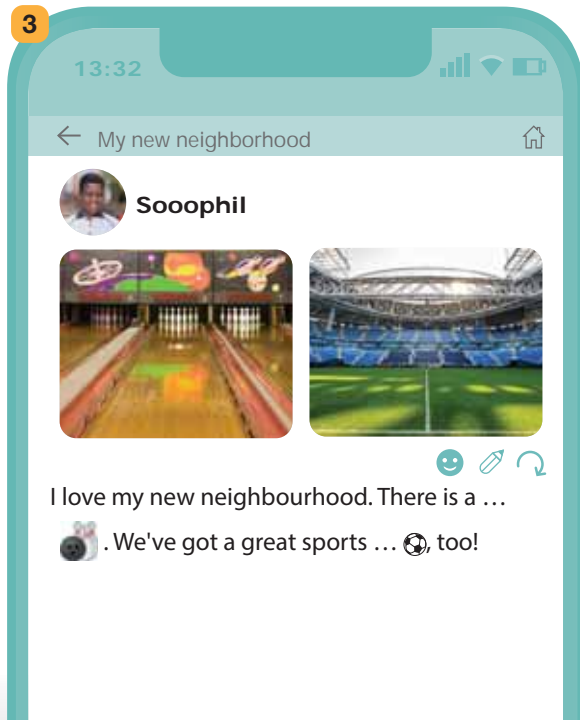 3
13:32
My new neighborhood
Sooophil
I love my new neighbourhood. There is a …
. We've got a great sports … , too!